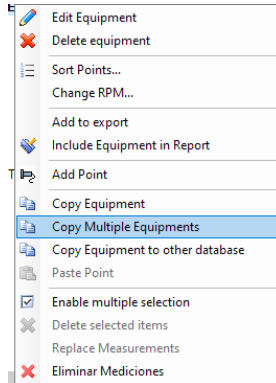 Edit Equipment
Delete equipment
Sort Points...
Change RPM...
Add to export
Include Equipment in Report
T
Add Point
Copy Equipment
Copy Multiple Equipments
Copy Equipment to other database
Paste Point
Enable multiple selection
Delete selected items
Replace Measurements
Eliminar Mediciones